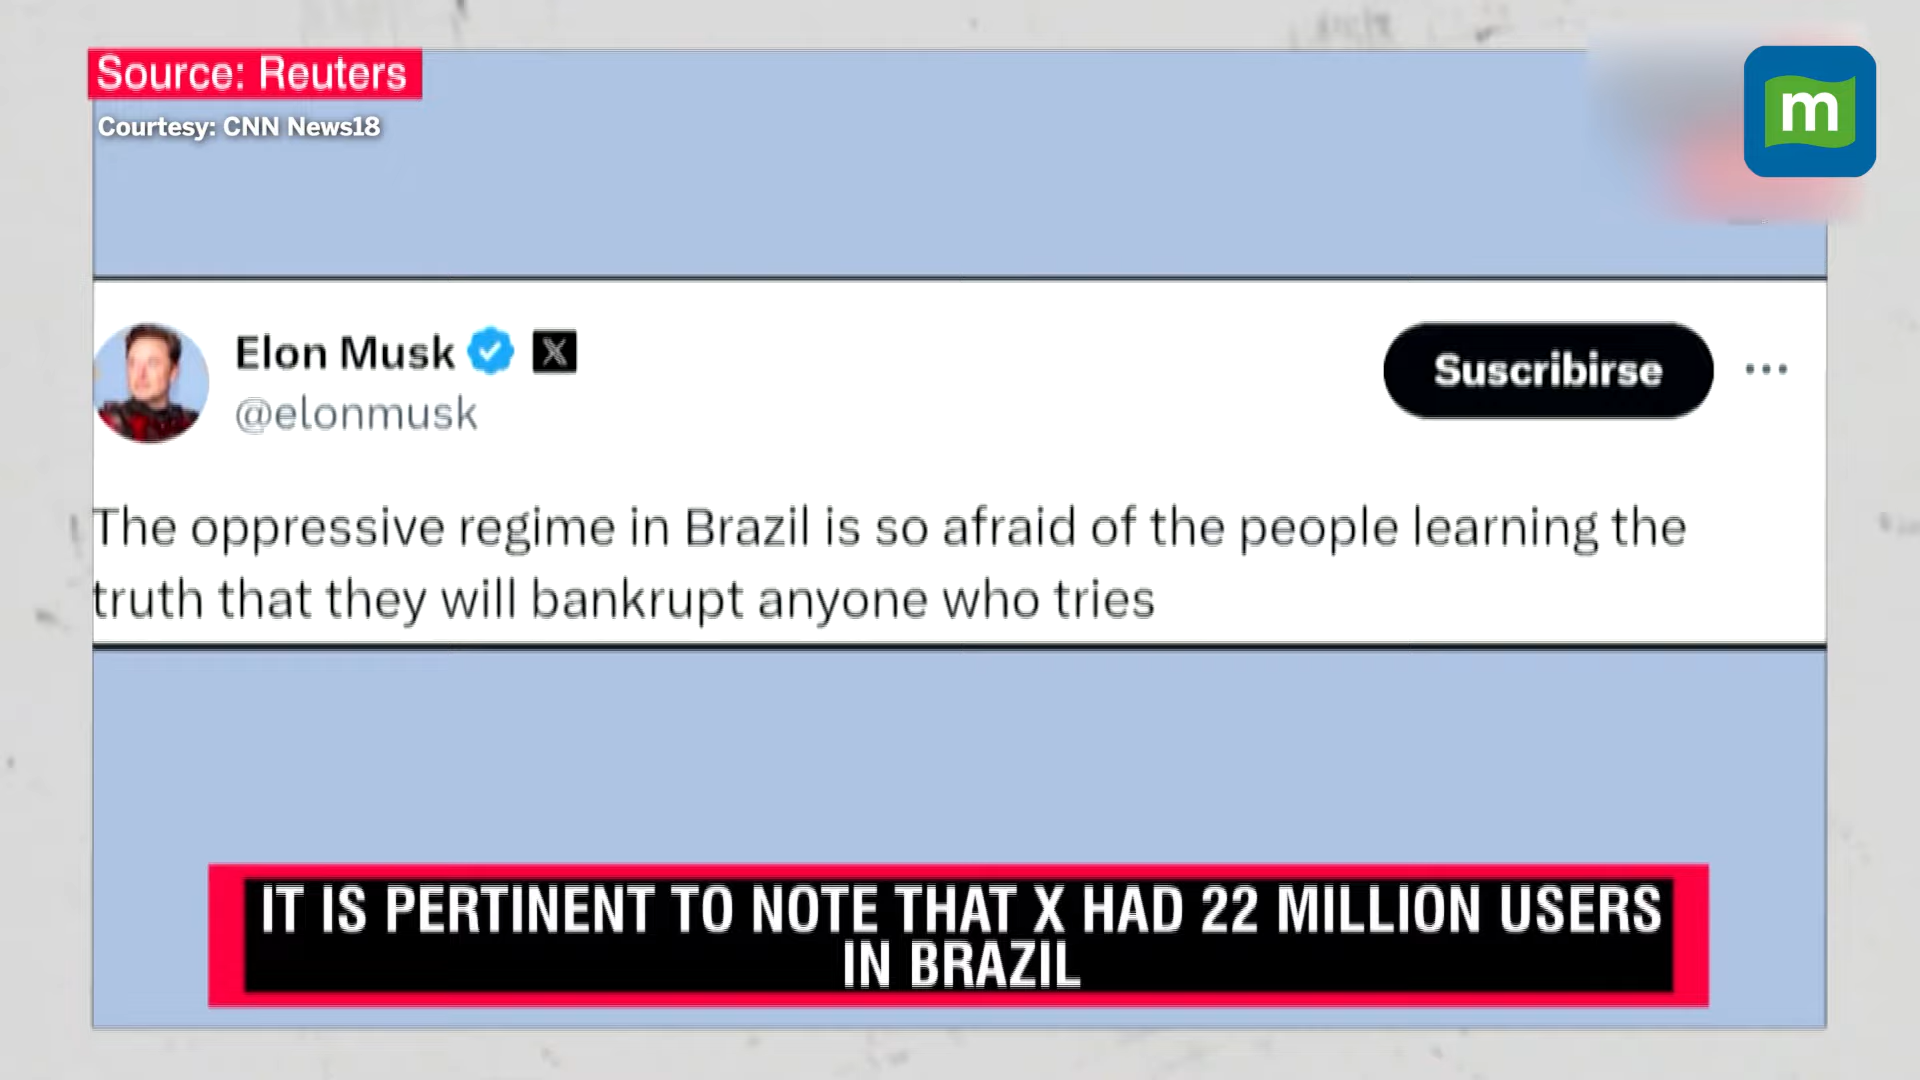 Source: Reuters
Courtesy: CNN News18
m
Elon Musk
@elonmusk
Suscribirse
The oppressive regime in Brazil is so afraid of the people learning the
truth that they will bankrupt anyone who tries
IT IS PERTINENT TO NOTE THAT X HAD 22 MILLION USERS
IN BRAZIL